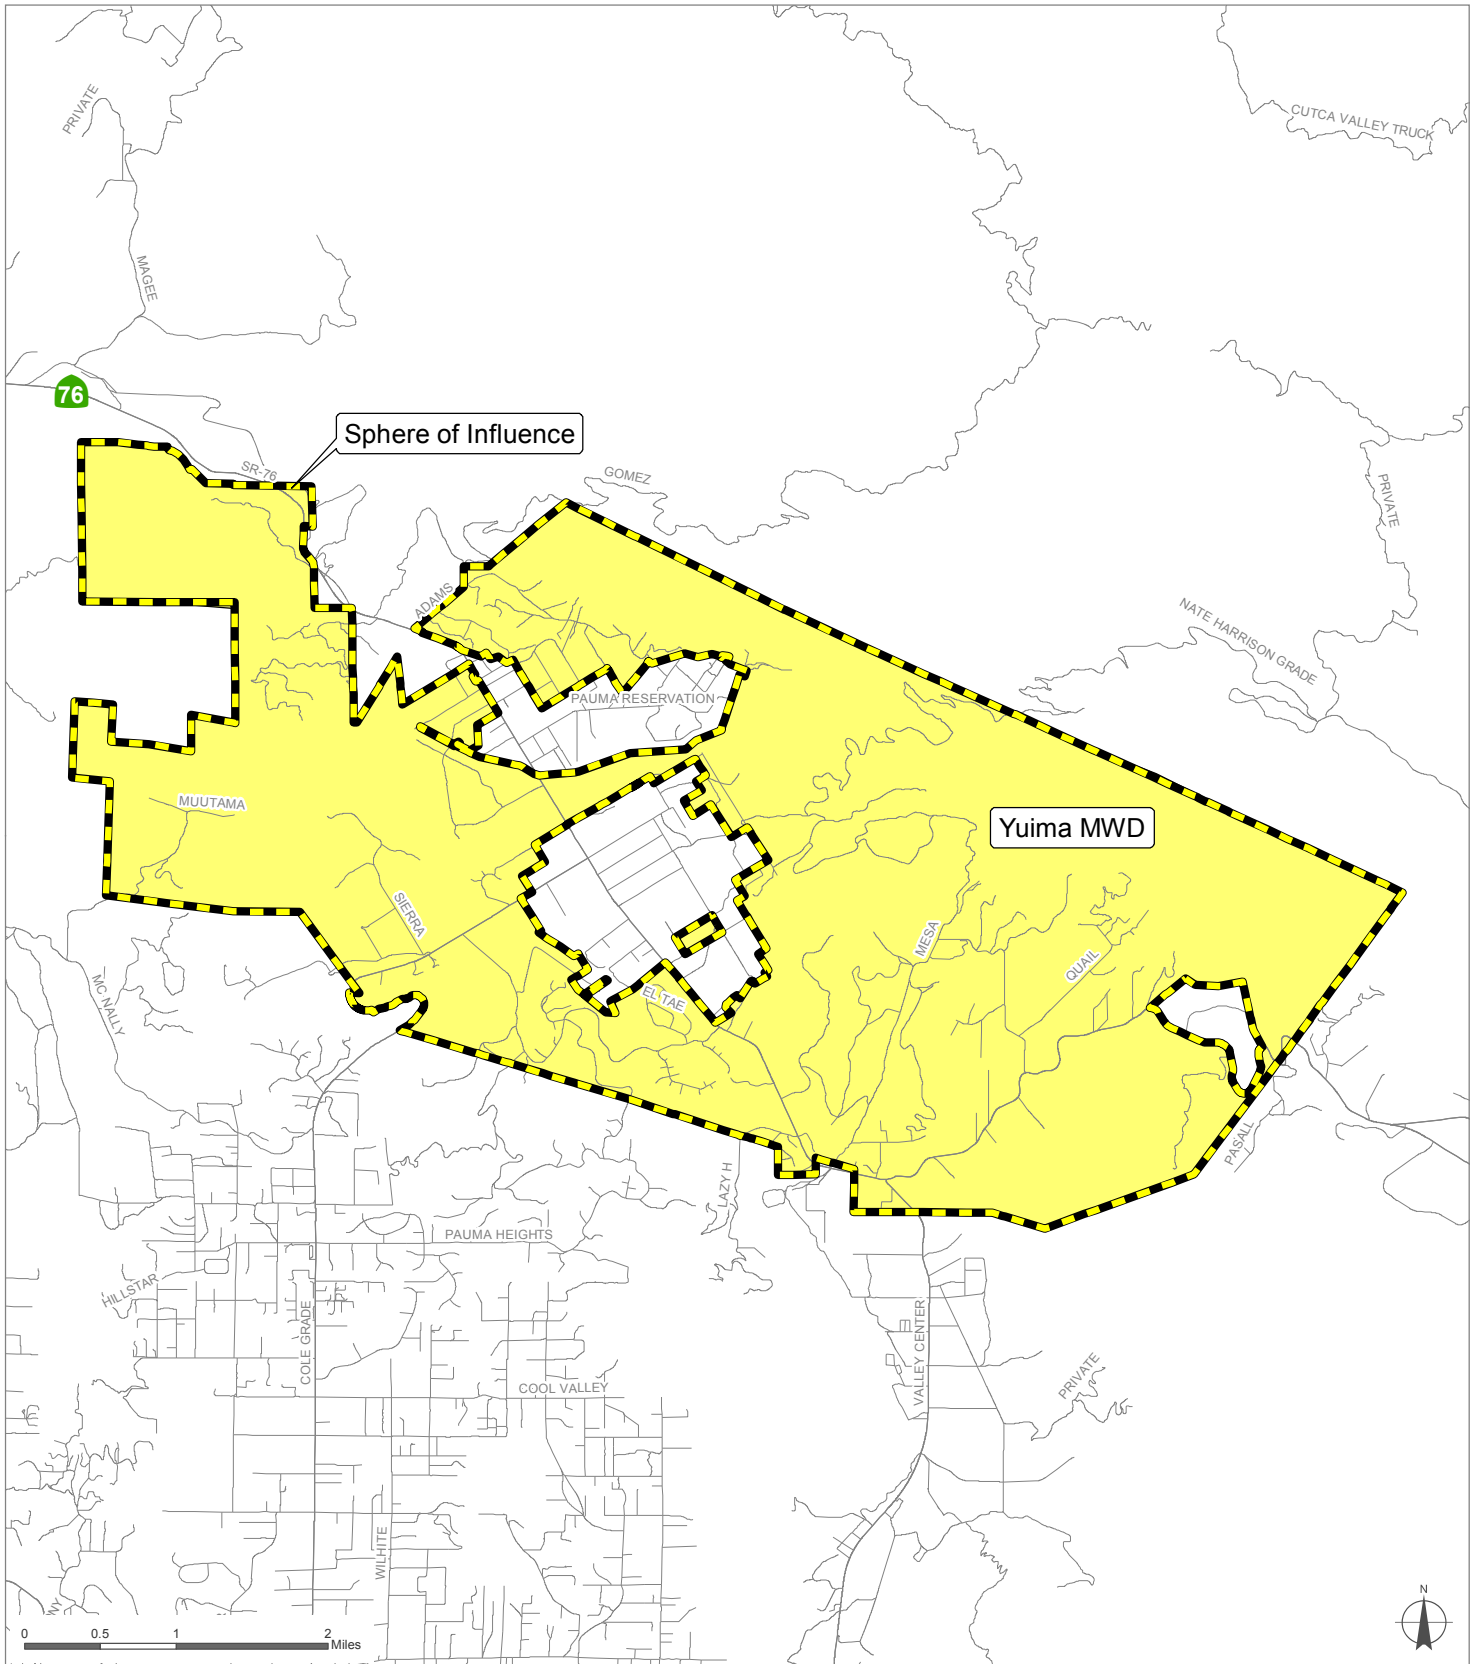 PRIVATE
CUTCA VALLEY TRUCK
MAGEE
76
Sphere of Influence
SR-76
GOMEZ
PRIVATE
ADAMS
NATE HARRISON GRADE
PAUMA RESERVATION
MUUTAMA
Yuima MWD
SIERRA
MESA
QUAIL
MC NALLY
EL TAE
PASALL
LAZY H
PAUMA HEIGHTS
HILLSTAR
COLE GRADE
VALLEY CENTER
COOL VALLEY
PRIVATE
WILHITE
N
0 0.5 1 2
Miles